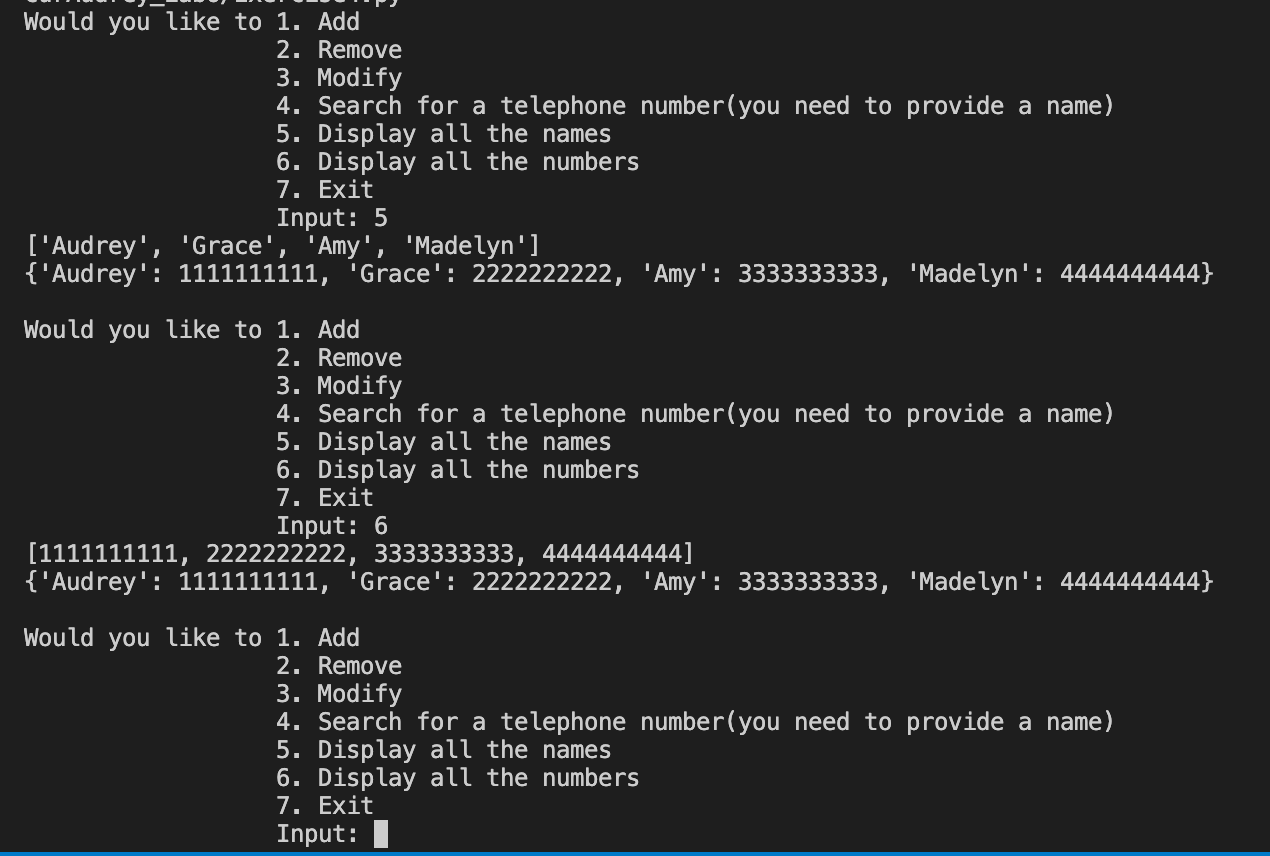 Would you like to 1. Add
2. Remove
3. Modify
4. Search for a telephone number(you need to provide a name)
5. Display all the names
6. Display all the numbers
7. Exit
Input: 5
['Audrey', 'Grace', 'Amy', 'Madelyn']
{'Audrey': 1111111111, 'Grace': 2222222222, 'Amy': 3333333333, 'Madelyn': 4444444444}
Would you like to 1. Add
2. Remove
3. Modify
4. Search for a telephone number(you need to provide a name)
5. Display all the names
6. Display all the numbers
7. Exit
Input: 6
[1111111111, 2222222222, 3333333333, 4444444444]
{'Audrey': 1111111111, 'Grace': 2222222222, 'Amy': 3333333333, 'Madelyn': 4444444444}
Would you like to 1. Add
2. Remove
3. Modify
4. Search for a telephone number(you need to provide a name)
5. Display all the names
6. Display all the numbers
7. Exit
Input: